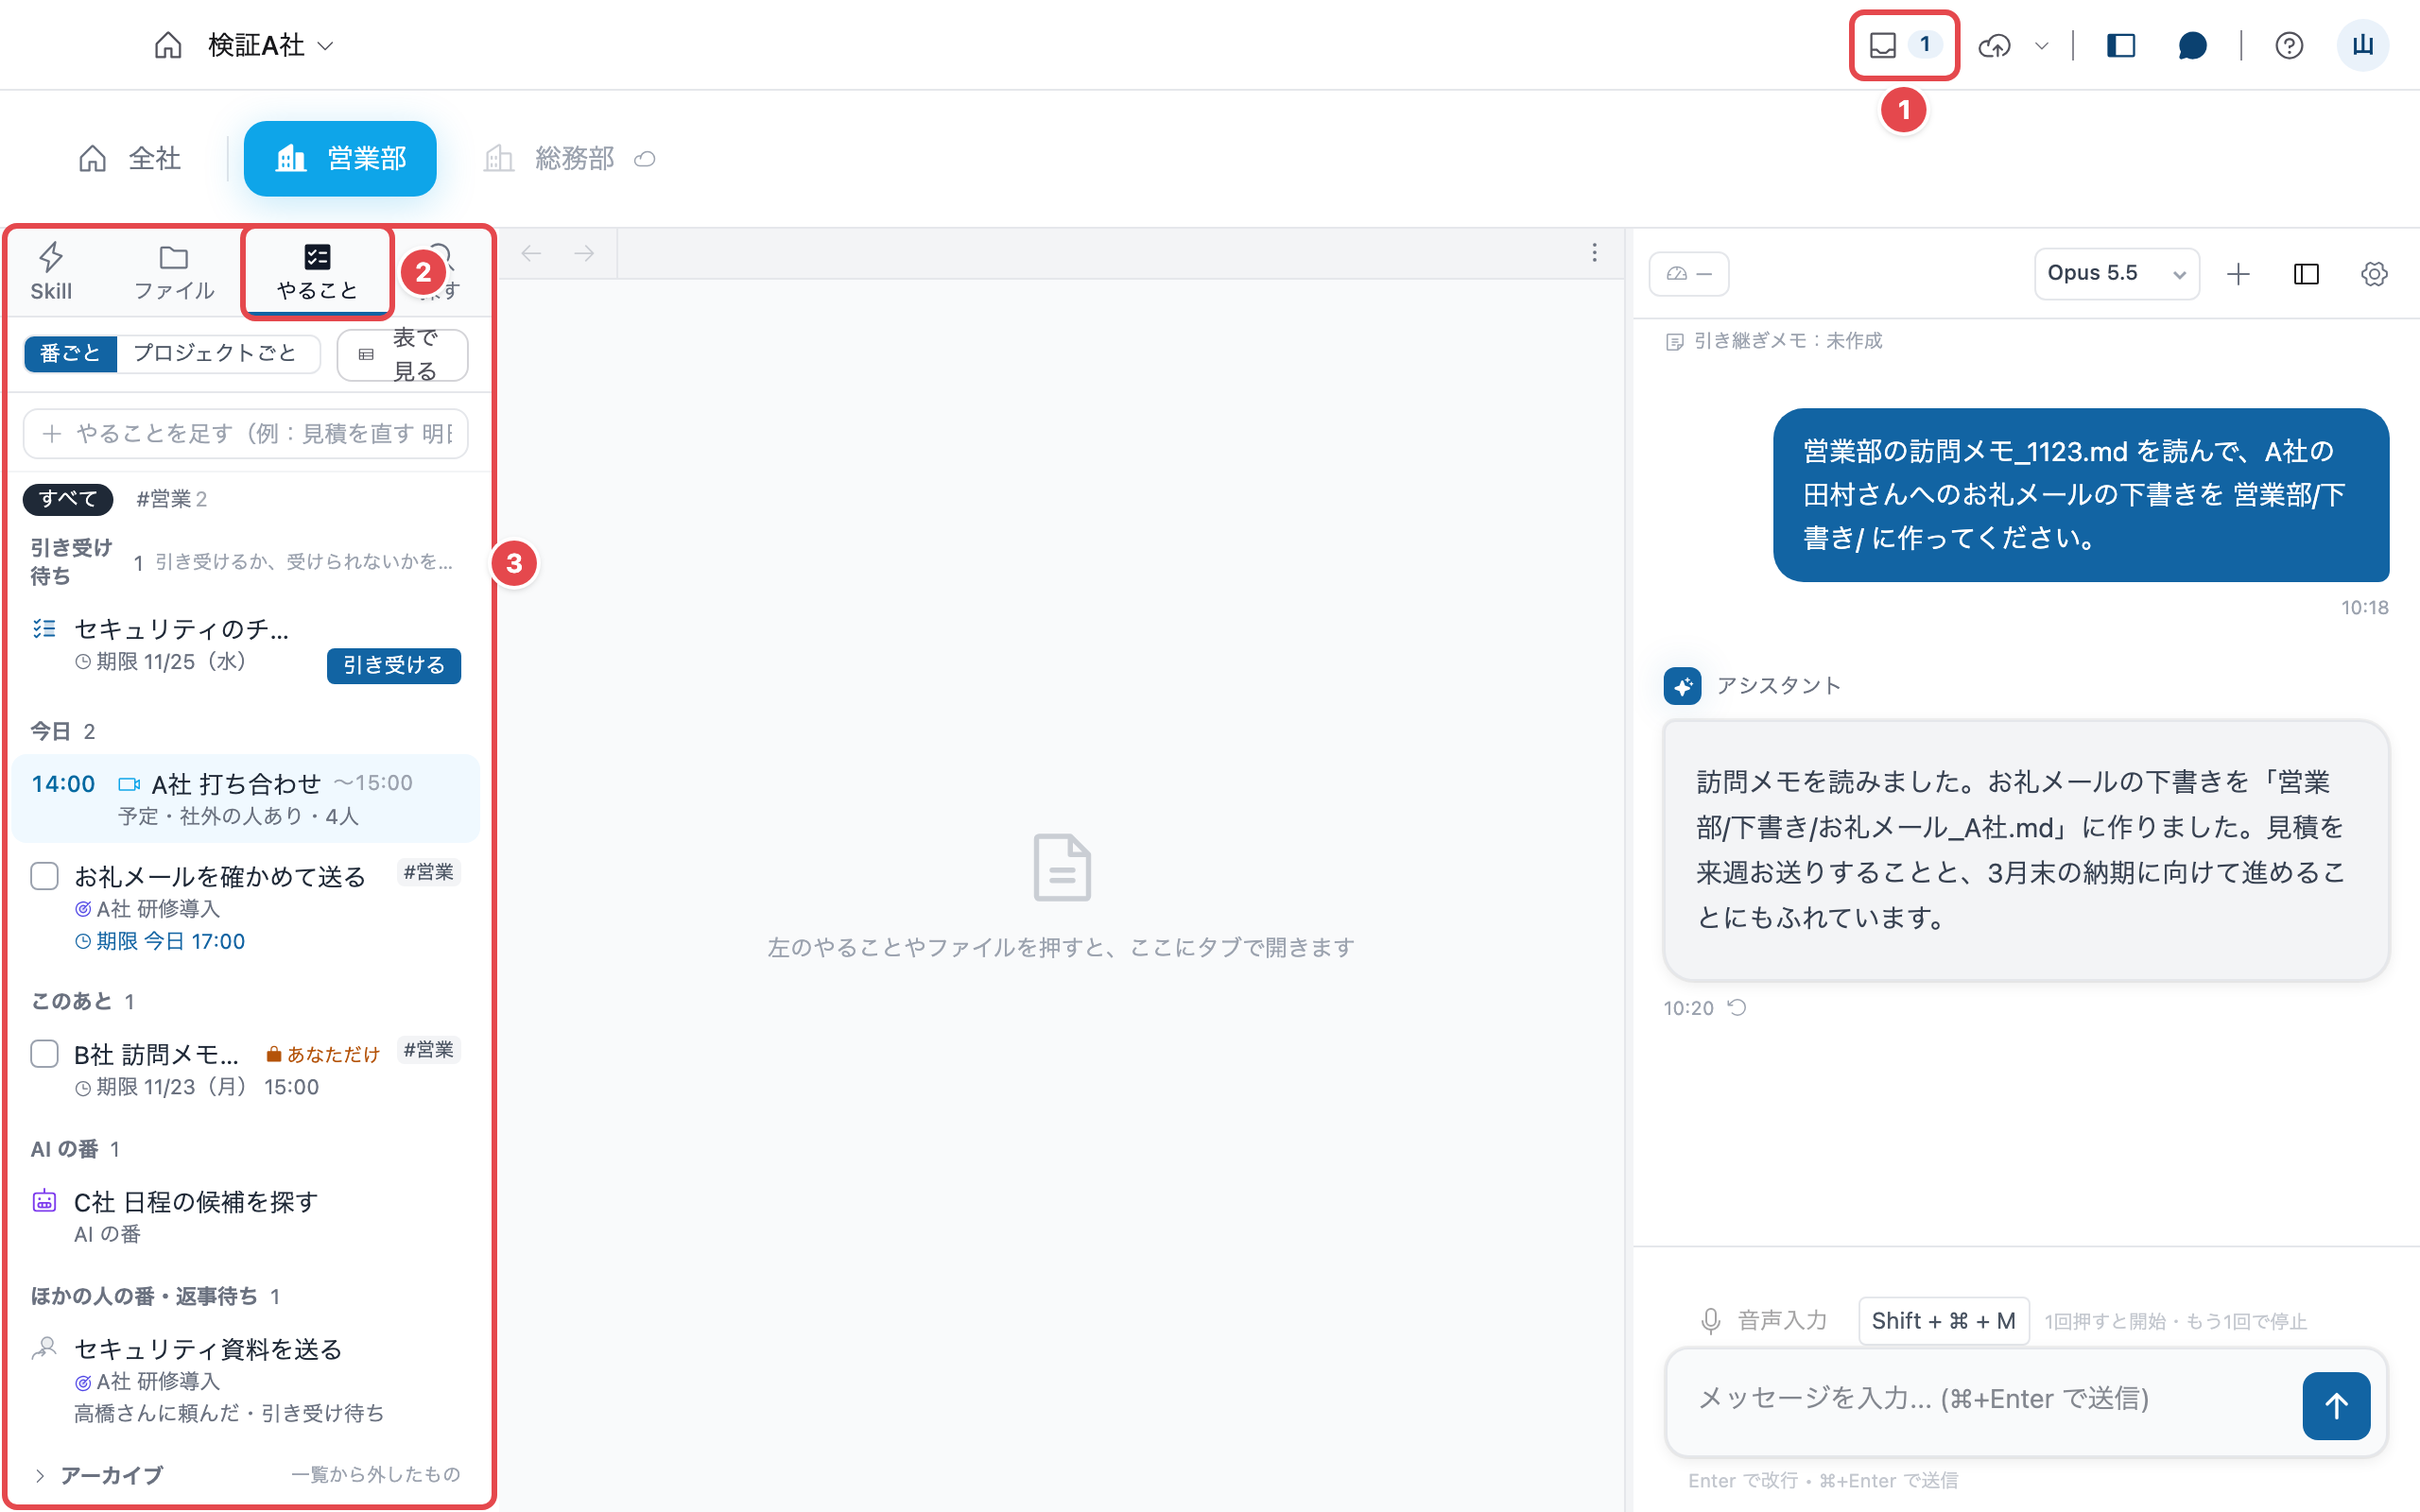 検証A社
1
山
1
全社
営業部
総務部
Skill
ファイル
やること
2
番ごと
プロジェクトごと
表で
見る
やることを足す（例：見積を直す 明
すべて
#営業 2
引き受け
待ち
1 引き受けるか、受けられないかを...
3
セキュリティのチ...
期限 11/25（水）
引き受ける
今日 2
14:00 A社 打ち合わせ 〜15:00
予定・社外の人あり・4人
お礼メールを確かめて送る #営業
A社 研修導入
期限 今日 17:00
このあと 1
B社 訪問メモ... あなただけ #営業
期限 11/23（月） 15:00
AI の番 1
C社 日程の候補を探す
AI の番
ほかの人の番・返事待ち 1
セキュリティ資料を送る
A社 研修導入
高橋さんに頼んだ・引き受け待ち
アーカイブ 一覧から外したもの
左のやることやファイルを押すと、ここにタブで開きます
Opus 5.5
引き継ぎメモ：未作成
営業部の訪問メモ_1123.md を読んで、A社の
田村さんへのお礼メールの下書きを 営業部/下
書き/ に作ってください。
10:18
アシスタント
訪問メモを読みました。お礼メールの下書きを「営業
部/下書き/お礼メール_A社.md」に作りました。見積を
来週お送りすることと、3月末の納期に向けて進めるこ
とにもふれています。
10:20
音声入力 Shift + ⌘ + M 1回押すと開始・もう1回で停止
メッセージを入力... (⌘+Enter で送信)
Enter で改行・⌘+Enter で送信